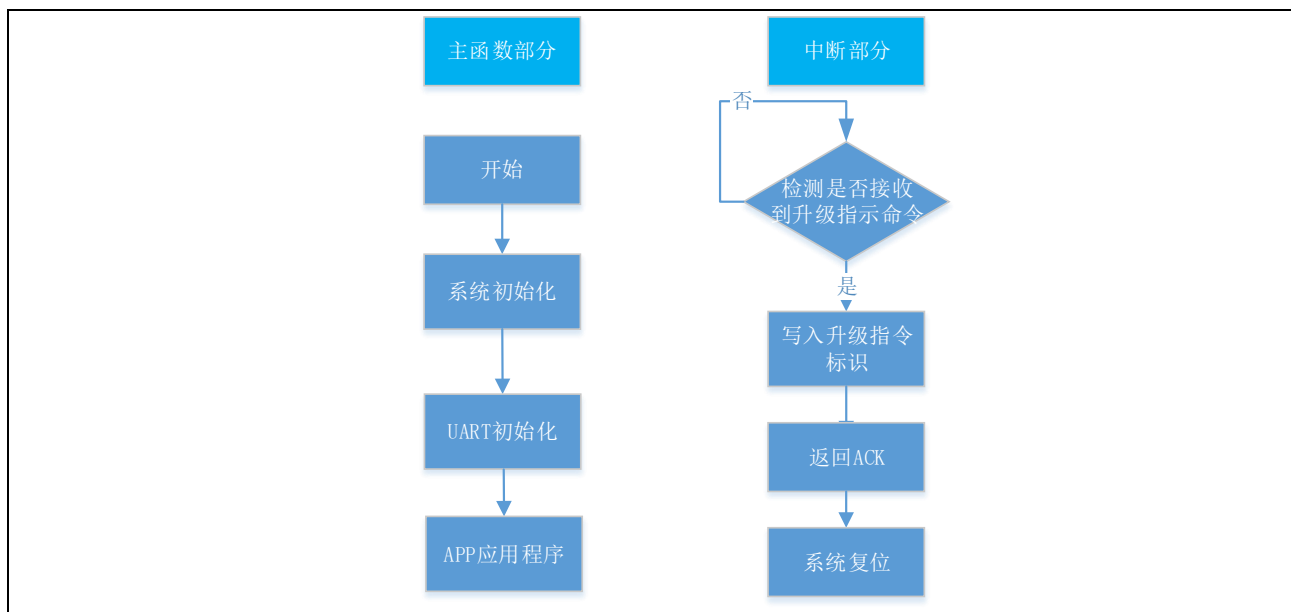 主函数部分
开始
系统初始化
UART初始化
APP应用程序
中断部分
否
检测是否接收
到升级指示命令
是
写入升级指令
标识
返回ACK
系统复位